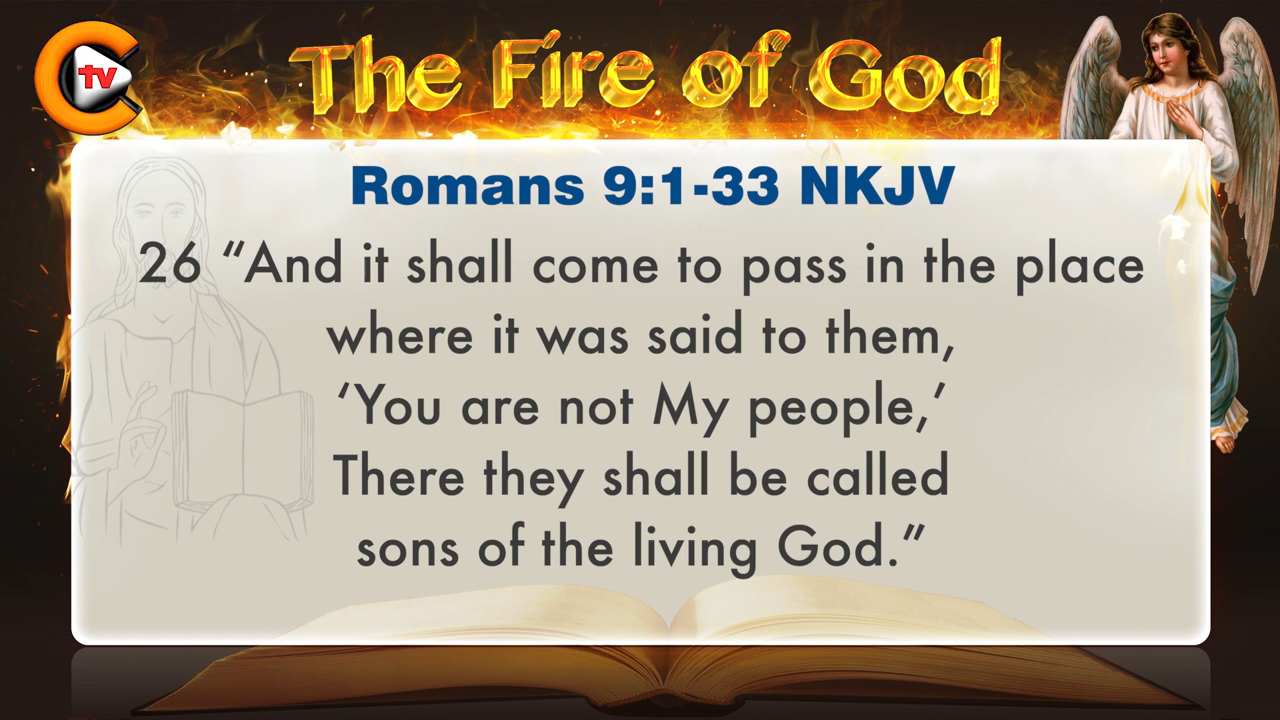 tv
The Fire of God
Romans 9:1-33 NKJV
26 “And it shall come to pass in the place
where it was said to them,
‘You are not My people,’
There they shall be called
sons of the living God.”